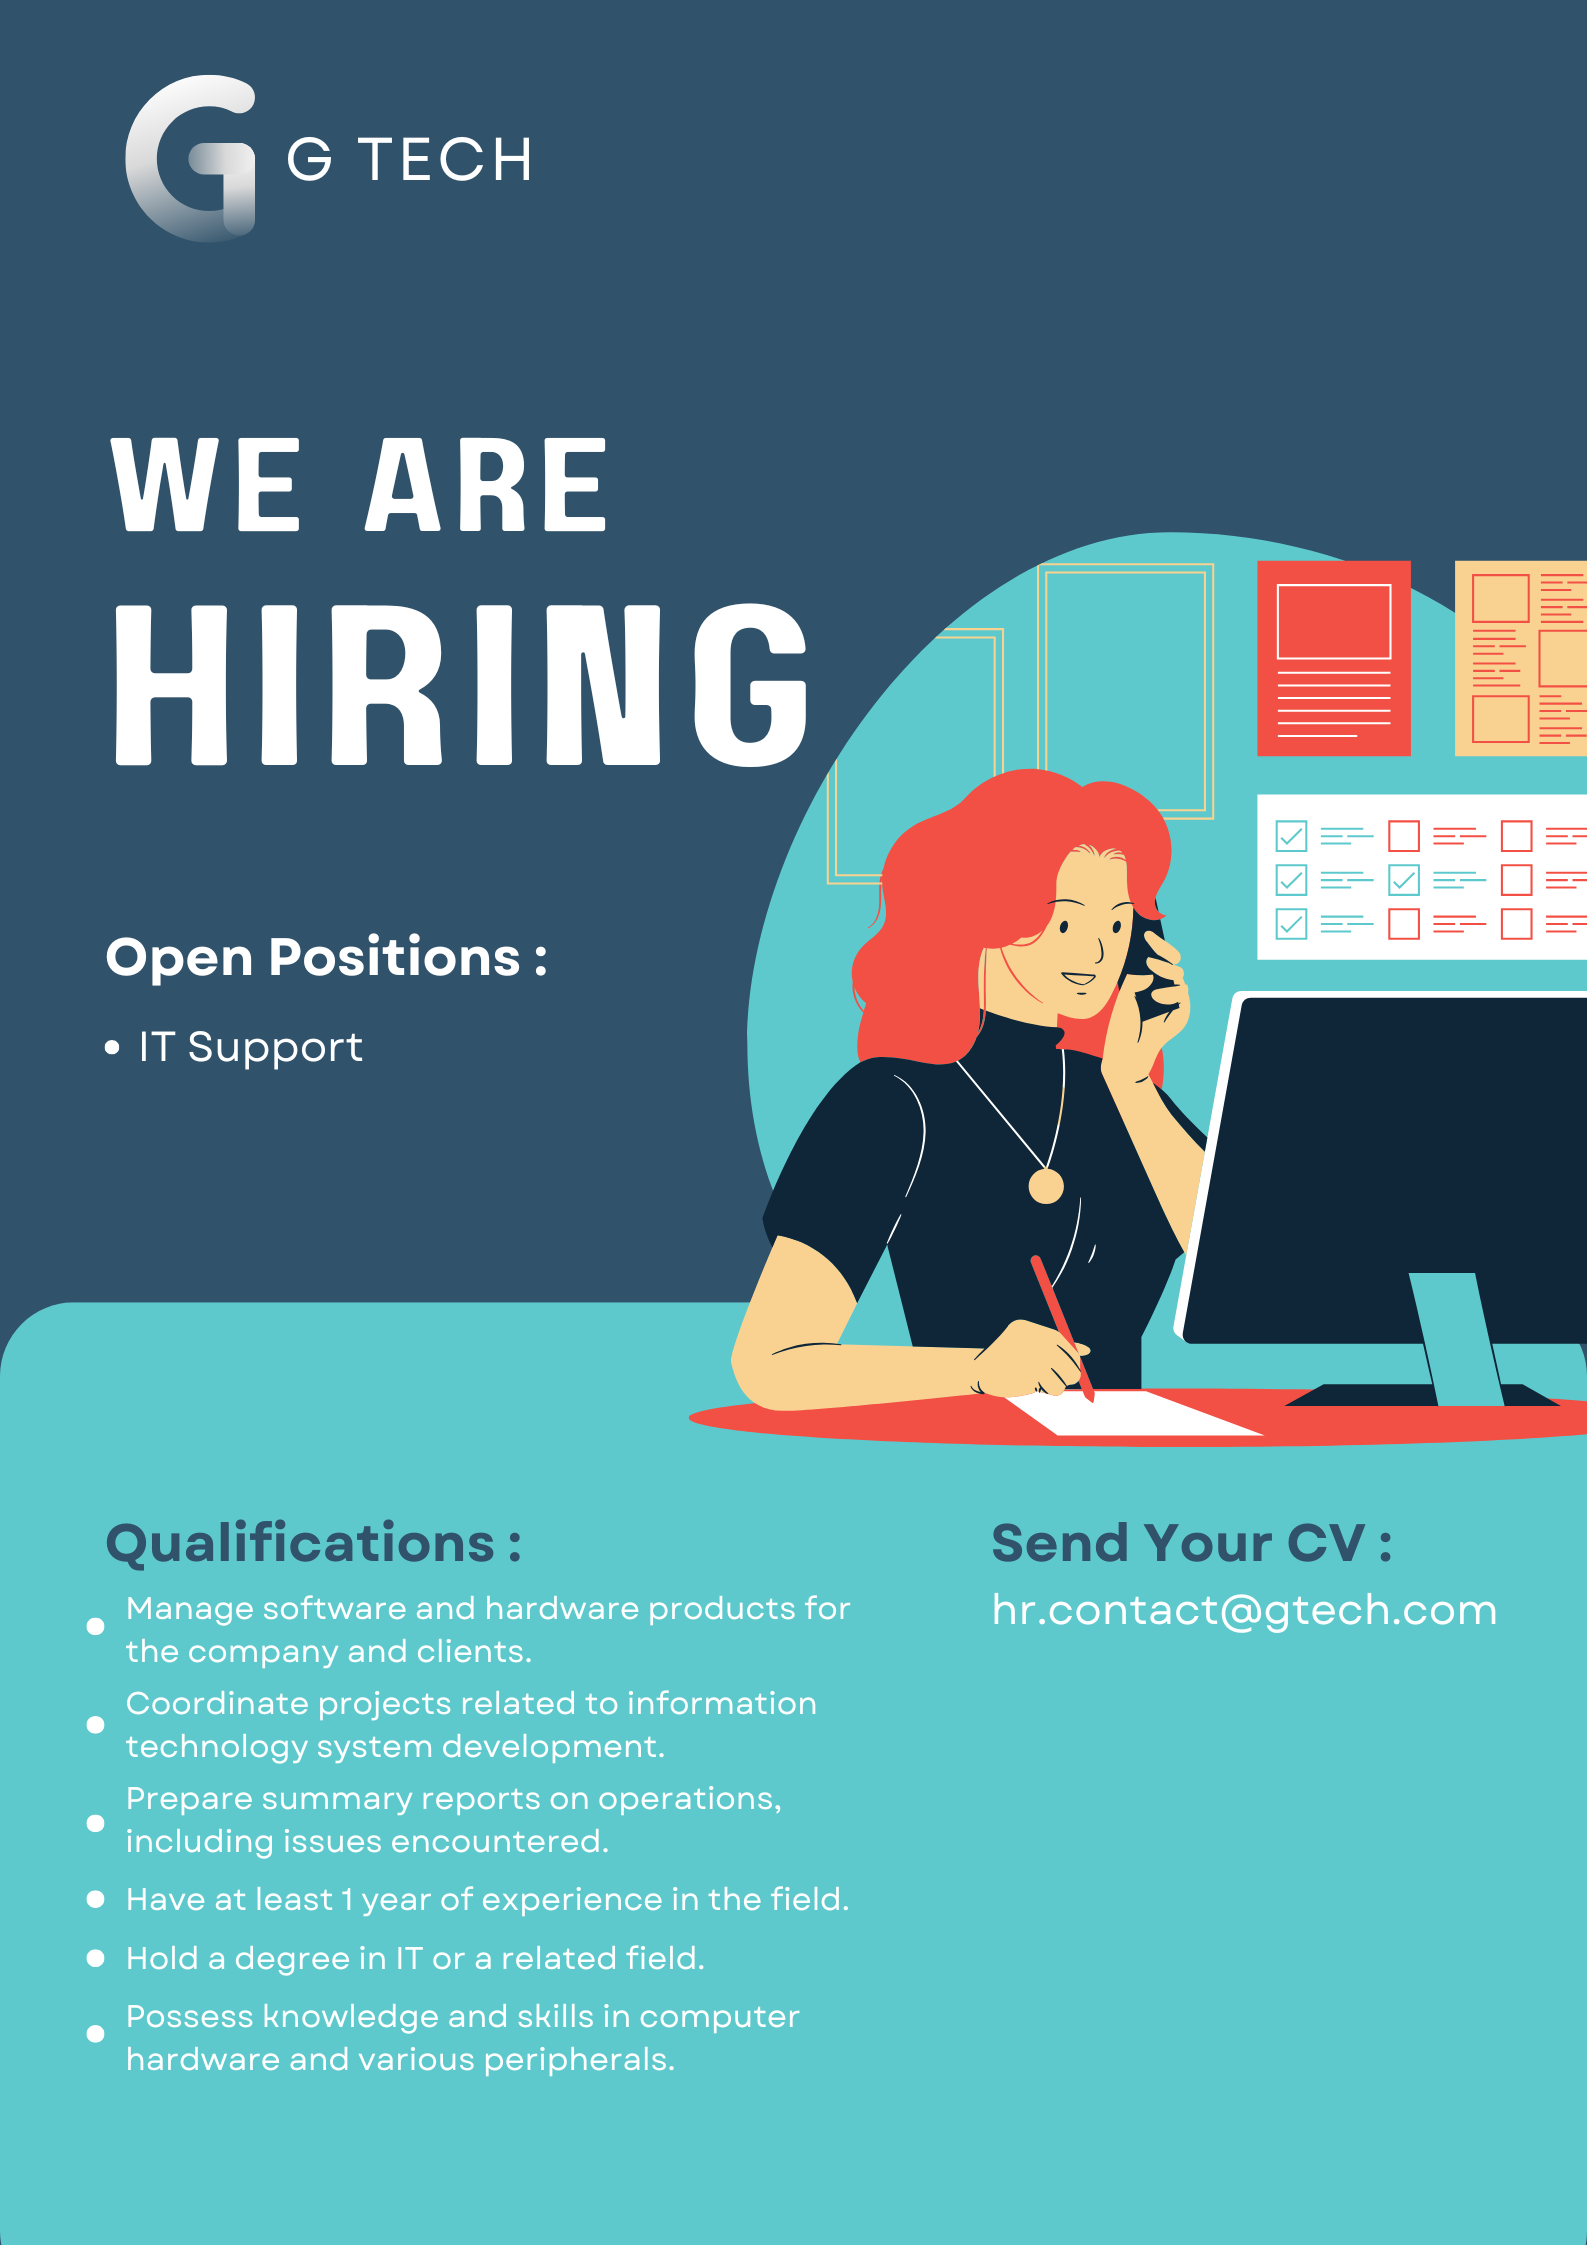 G TECH
WE ARE
HIRING
Open Positions :
• IT Support
Qualifications :
• Manage software and hardware products for
the company and clients.
• Coordinate projects related to information
technology system development.
• Prepare summary reports on operations,
including issues encountered.
• Have at least 1 year of experience in the field.
• Hold a degree in IT or a related field.
• Possess knowledge and skills in computer
hardware and various peripherals.
Send Your CV :
hr.contact@gtech.com